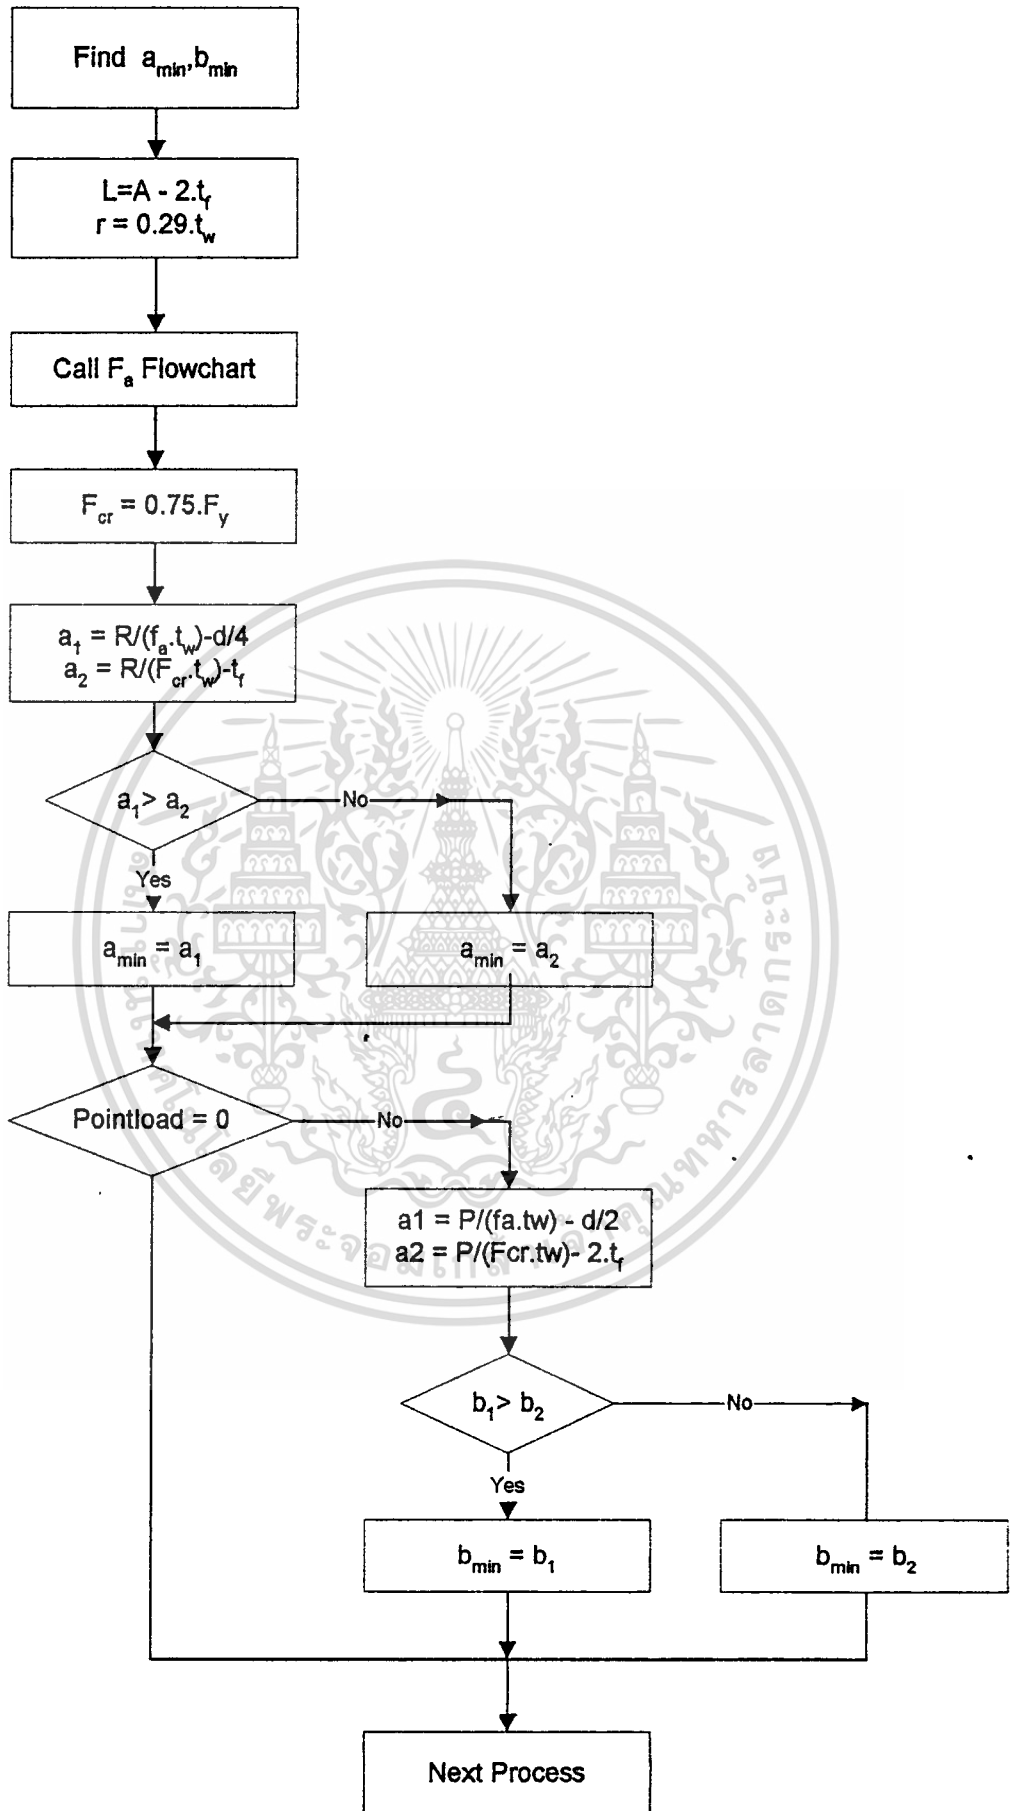 Find a_min,b_min
L=A - 2.t_f
r = 0.29.t_w
Call F_a Flowchart
F_cr = 0.75.F_y
a_1 = R/(f_a.t_w)-d/4
a_2 = R/(F_cr.t_w)-t_f
a_1> a_2
No
Yes
a_min = a_1
a_min = a_2
Pointload = 0
No
a1 = P/(fa.tw) - d/2
a2 = P/(Fcr.tw)- 2.t_f
b_1> b_2
No
Yes
b_min = b_1
b_min = b_2
Next Process